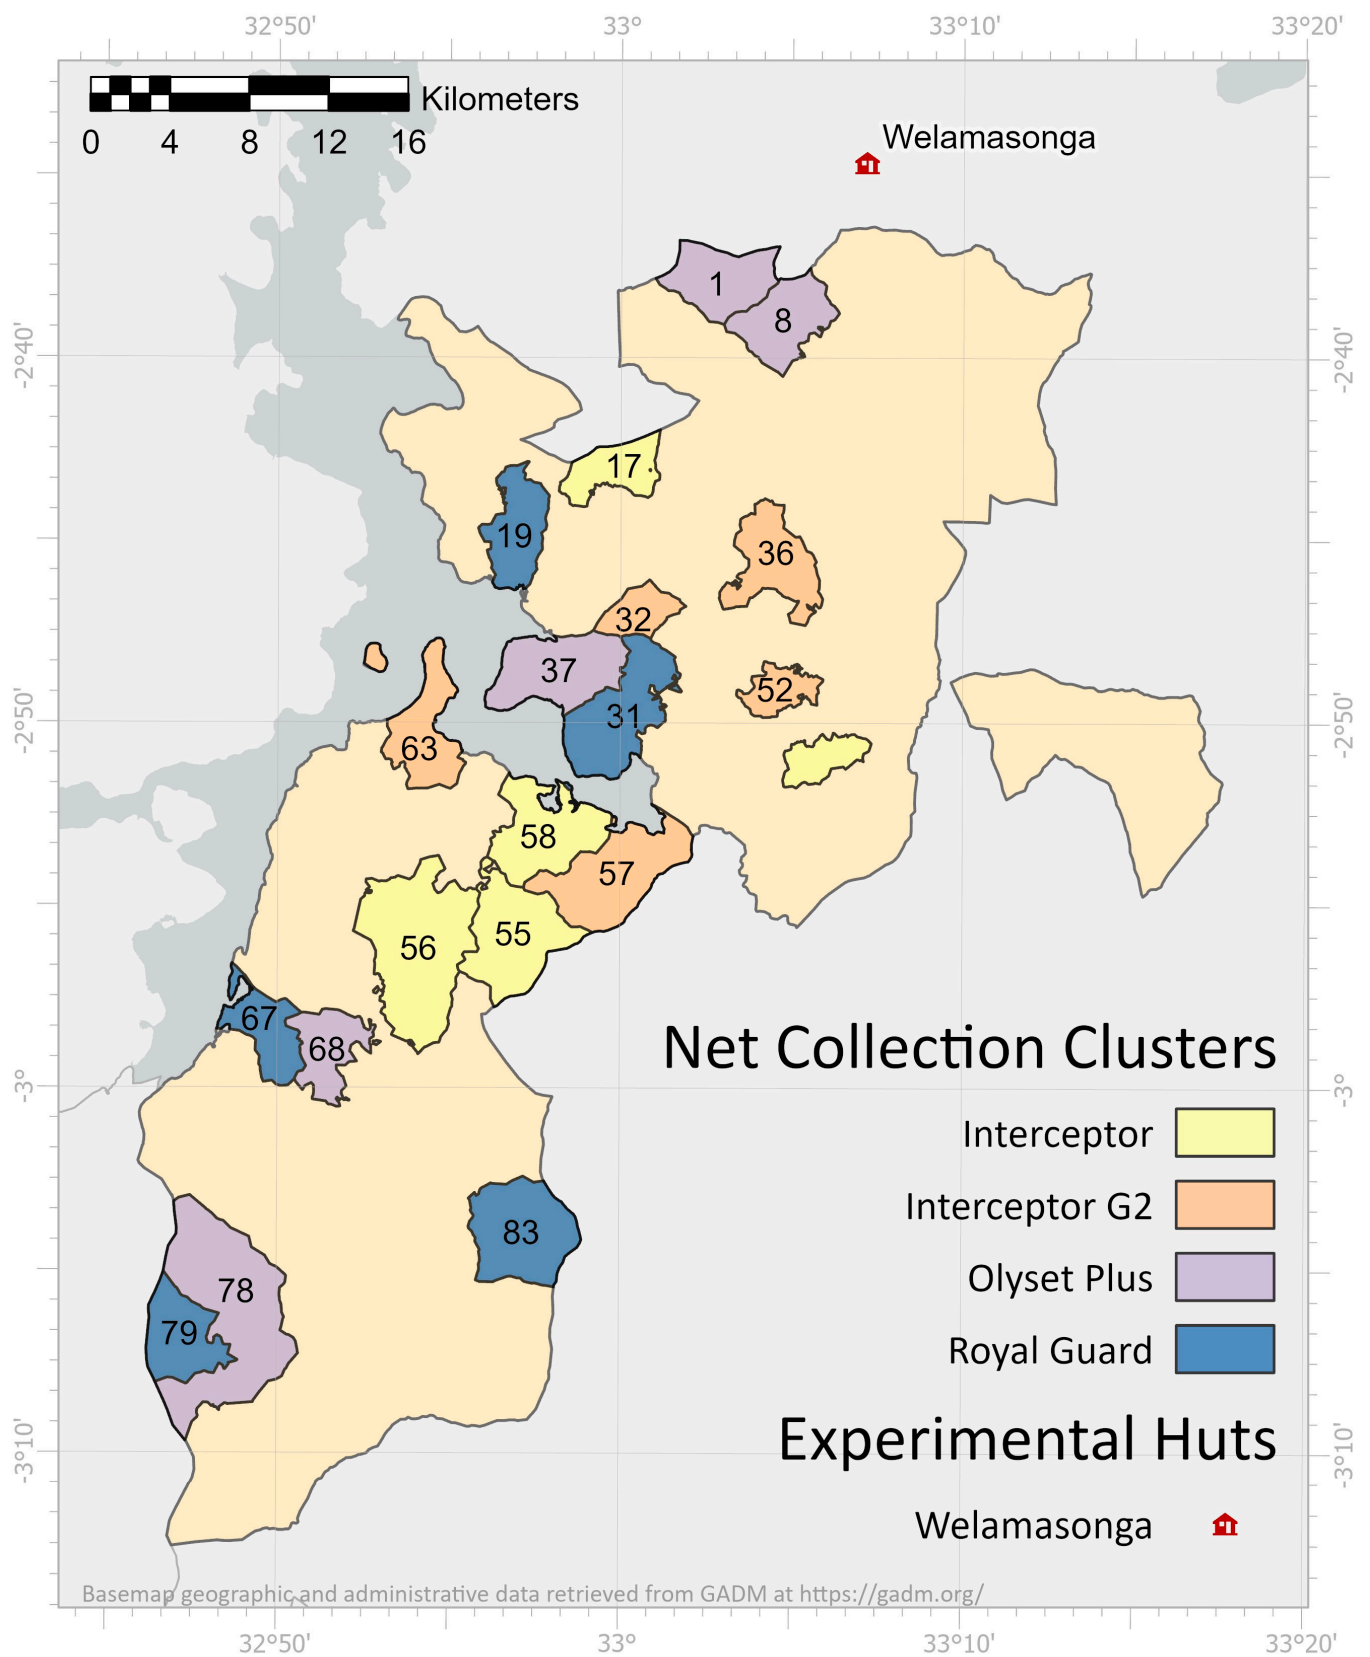 32°50' 33° 33°10' 33°20'
Kilometers
0 4 8 12 16
Welamasonga
1
8
-2°40' -2°40'
17
19
36
32
37
52
31
-2°50' -2°50'
63
58
57
55
56
67
68
Net Collection Clusters
-3° -3°
Interceptor
Interceptor G2
83
Olyset Plus
78
79
Royal Guard
Experimental Huts
-3°10' -3°10'
Welamasonga
Basemap geographic and administrative data retrieved from GADM at https://gadm.org/
32°50' 33° 33°10' 33°20'